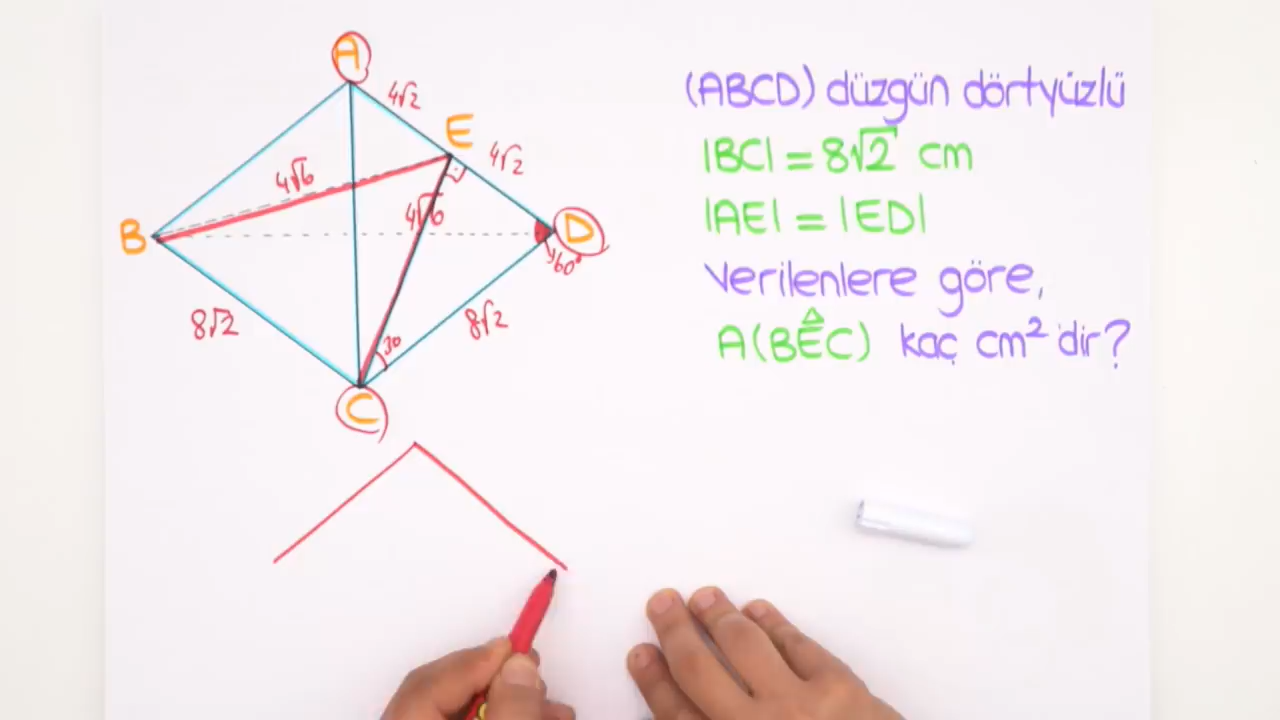 A
4√2
(ABCD) düzgün dörtyüzlü
E
4√2
|BC| = 8√2 cm
4√6
4√6
|AE| = |ED|
B
D
60°
Verilenlere göre,
8√2
8√2
30
A(BÊC) kaç cm² dir?
C